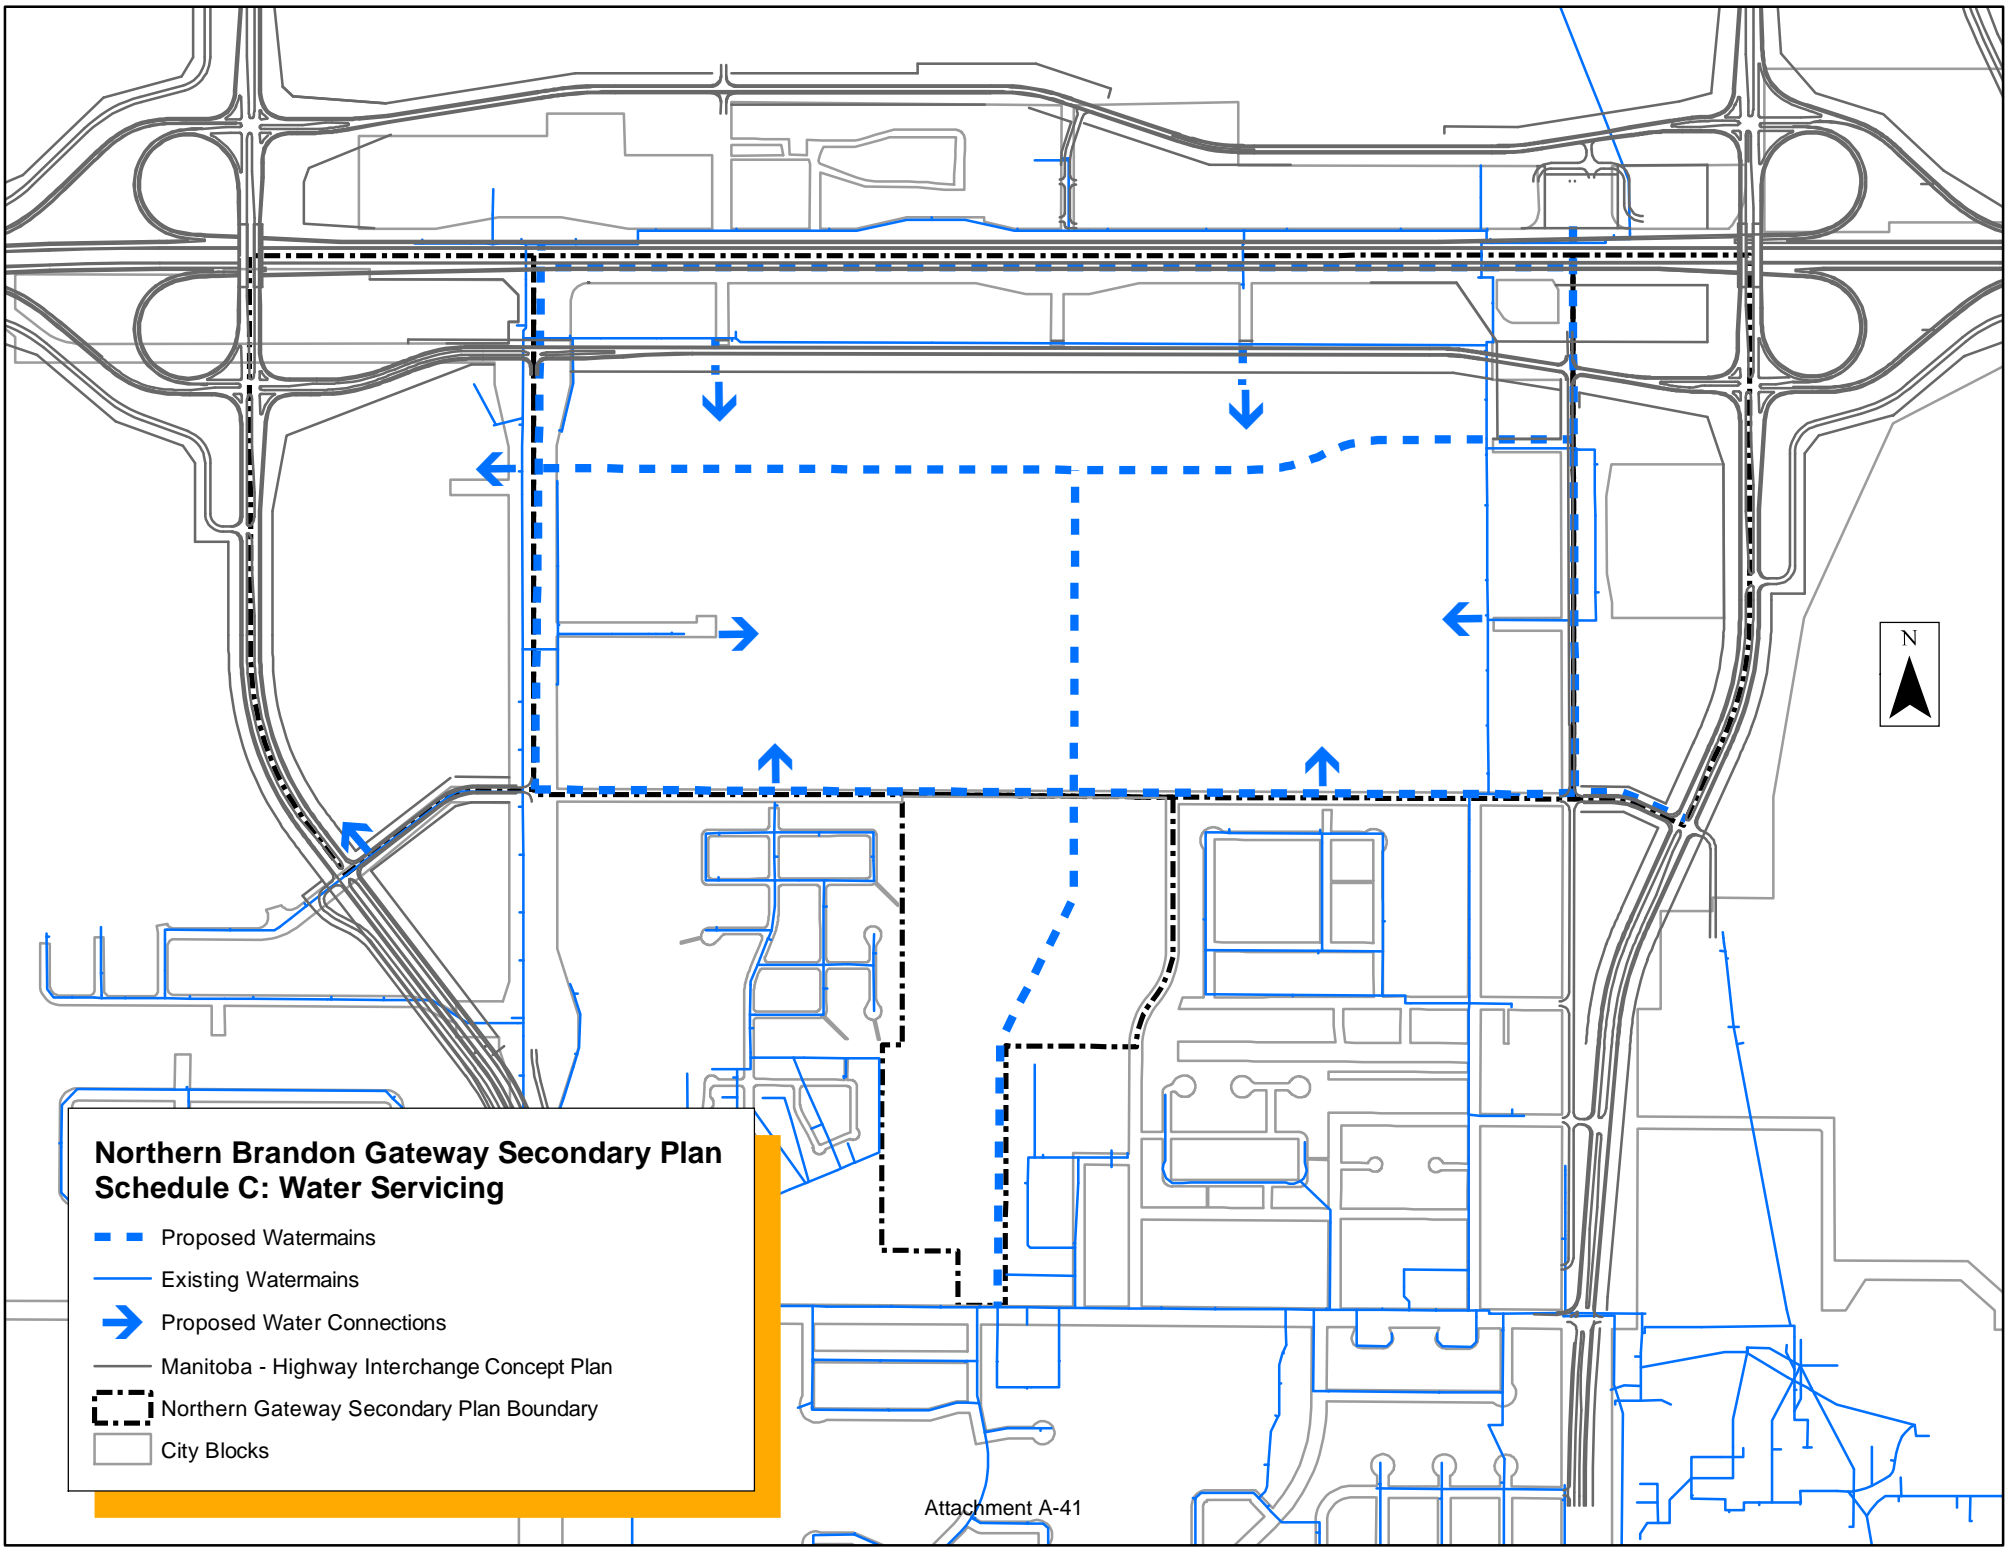 N
Northern Brandon Gateway Secondary Plan
Schedule C: Water Servicing
Proposed Watermains
Existing Watermains
Proposed Water Connections
Manitoba - Highway Interchange Concept Plan
Northern Gateway Secondary Plan Boundary
City Blocks
Attachment A-41